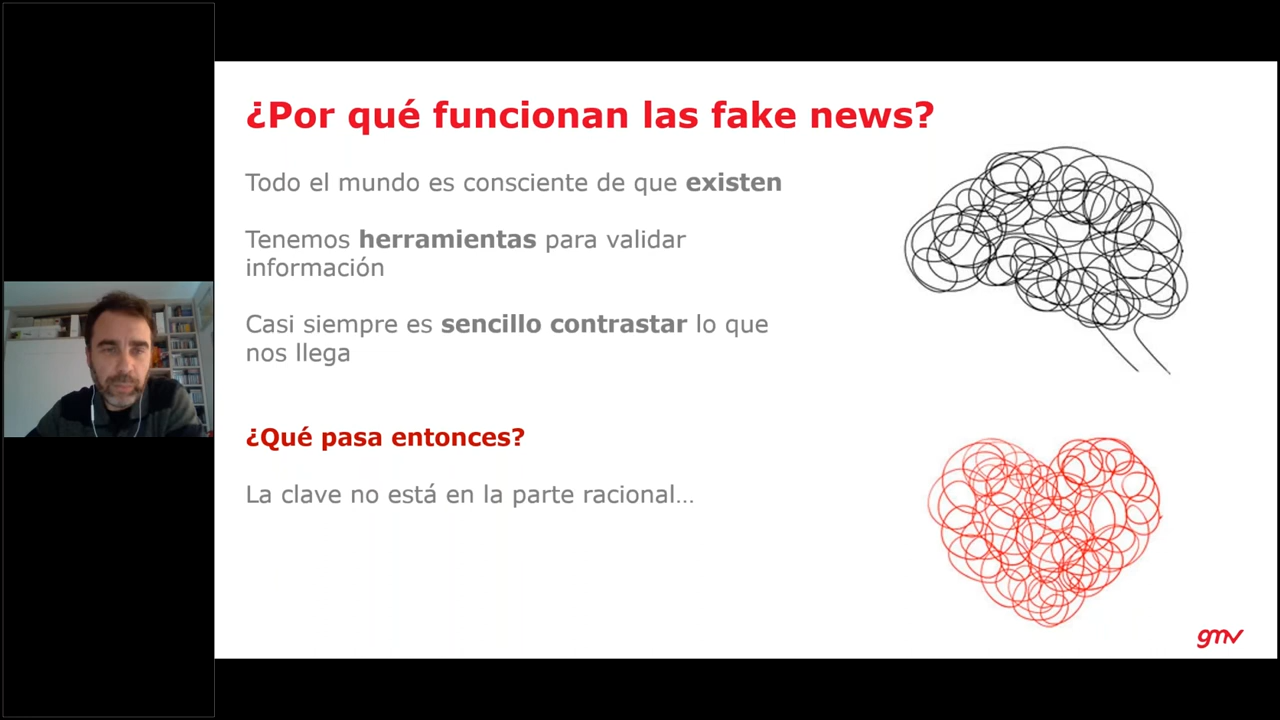 ¿Por qué funcionan las fake news?
Todo el mundo es consciente de que existen
Tenemos herramientas para validar
información
Casi siempre es sencillo contrastar lo que
nos llega
¿Qué pasa entonces?
La clave no está en la parte racional…
gmv